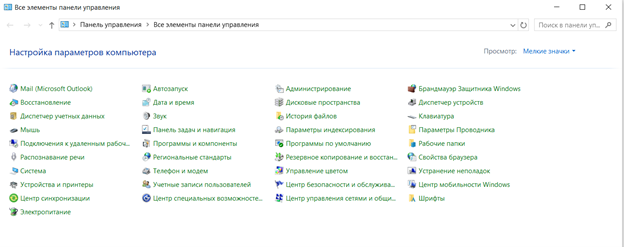 Все элементы панели управления
Панель управления > Все элементы панели управления
Поиск в панели уп...
Настройка параметров компьютера
Просмотр: Мелкие значки
Mail (Microsoft Outlook) Автозапуск Администрирование Брандмауэр Защитника Windows
Восстановление Дата и время Дисковые пространства Диспетчер устройств
Диспетчер учетных данных Звук История файлов Клавиатура
Мышь Панель задач и навигация Параметры индексирования Параметры Проводника
Подключения к удаленным рабоч... Программы и компоненты Программы по умолчанию Рабочие папки
Распознавание речи Региональные стандарты Резервное копирование и восстан... Свойства браузера
Система Телефон и модем Управление цветом Устранение неполадок
Устройства и принтеры Учетные записи пользователей Центр безопасности и обслужива... Центр мобильности Windows
Центр синхронизации Центр специальных возможносте... Центр управления сетями и общи... Шрифты
Электропитание